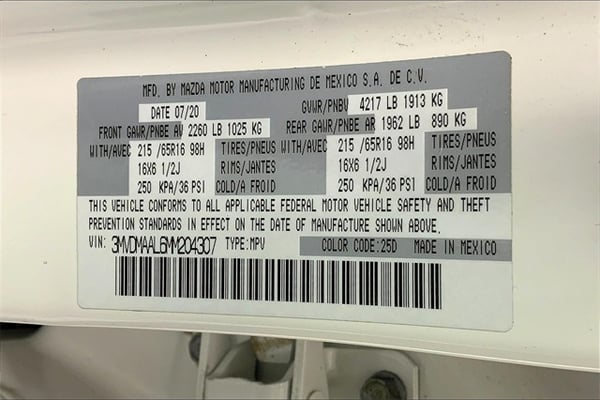 MFD. BY MAZDA MOTOR MANUFACTURING DE MEXICO S.A. DE C.V.
DATE 07/20 GVWR/PNBV 4217 LB 1913 KG
FRONT GAWR/PNBE AV 2260 LB 1025 KG REAR GAWR/PNBE AR 1962 LB 890 KG
WITH/AVEC 215 /65R16 98H TIRES/PNEUS WITH/AVEC 215 /65R16 98H TIRES/PNEUS
16X6 1/2J RIMS/JANTES 16X6 1/2J RIMS/JANTES
250 KPA/36 PSI COLD/A FROID 250 KPA/36 PSI COLD/A FROID
THIS VEHICLE CONFORMS TO ALL APPLICABLE FEDERAL MOTOR VEHICLE SAFETY AND THEFT
PREVENTION STANDARDS IN EFFECT ON THE DATE OF MANUFACTURE SHOWN ABOVE.
VIN: 3MVDMAAL6MM204307 TYPE:MPV COLOR CODE:25D MADE IN MEXICO